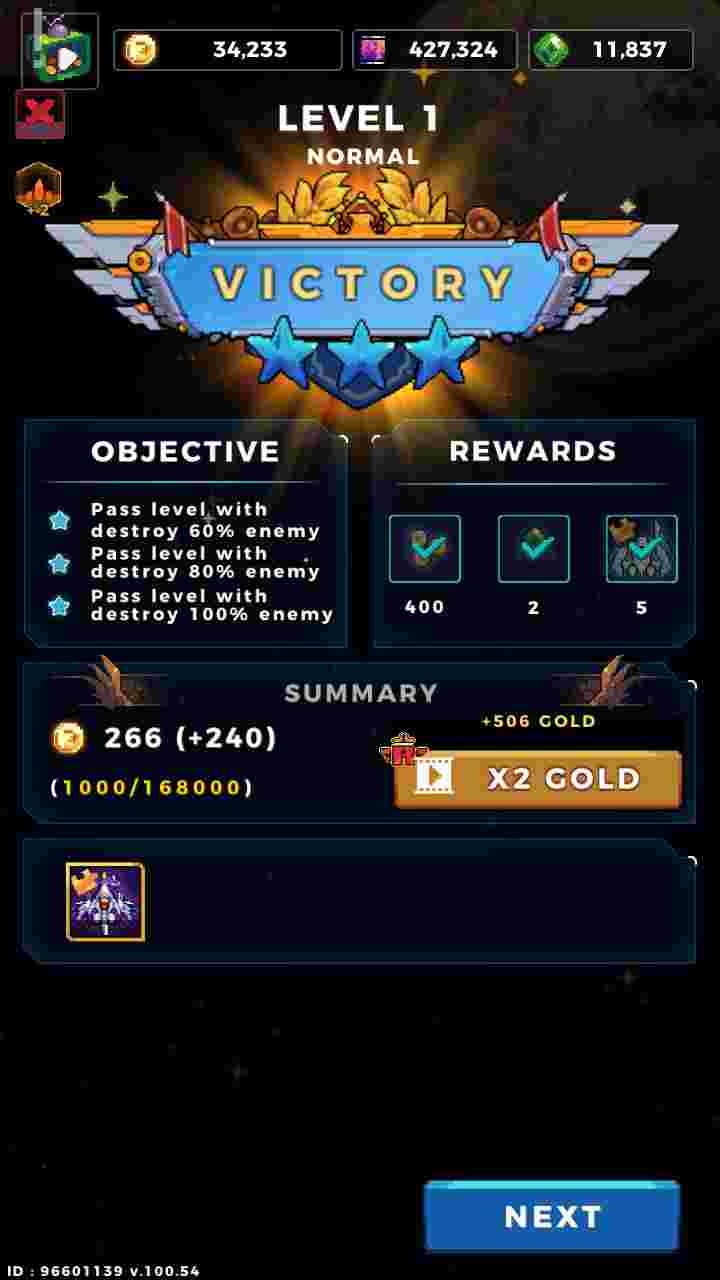 34,233
427,324
11,837
LEVEL 1
NORMAL
+2
VICTORY
OBJECTIVE
Pass level with
destroy 60% enemy
Pass level with
destroy 80% enemy
Pass level with
destroy 100% enemy
REWARDS
400
2
5
SUMMARY
266 (+240)
(1000/168000)
+506 GOLD
R
X2 GOLD
1
NEXT
ID : 96601139 v.100.54